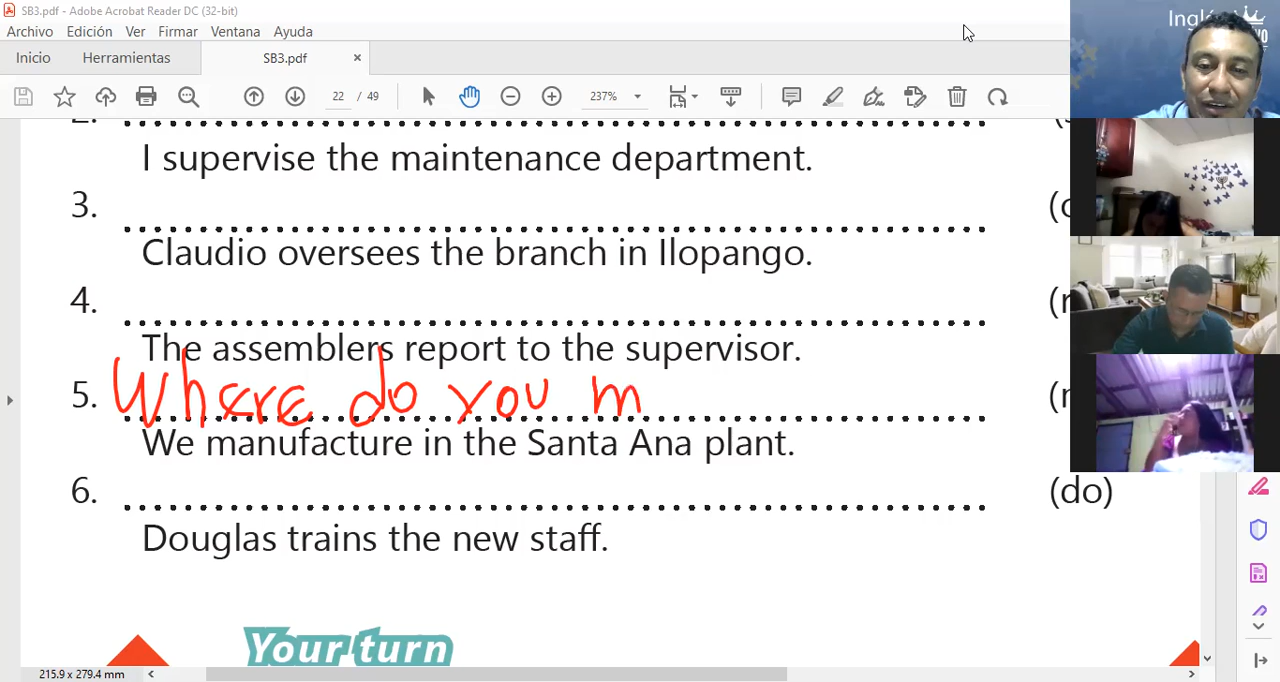 SB3.pdf - Adobe Acrobat Reader DC (32-bit)
Archivo Edición Ver Firmar Ventana Ayuda
Inicio Herramientas SB3.pdf ×
22 / 49 237%
2.
I supervise the maintenance department.
3.
Claudio oversees the branch in Ilopango.
4.
The assemblers report to the supervisor.
5. Where do you m
We manufacture in the Santa Ana plant.
6. (do)
Douglas trains the new staff.
Your turn
215.9 x 279.4 mm